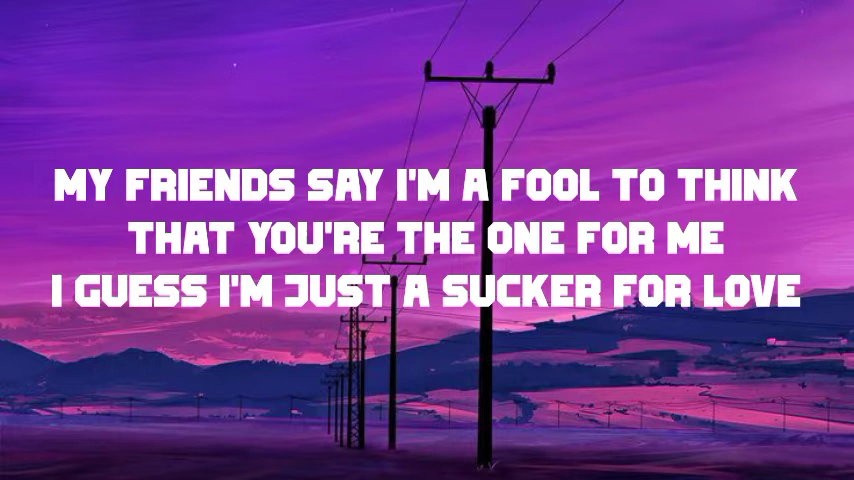 MY FRIENDS SAY I'M A FOOL TO THINK
THAT YOU'RE THE ONE FOR ME
I GUESS I'M JUST A SUCKER FOR LOVE